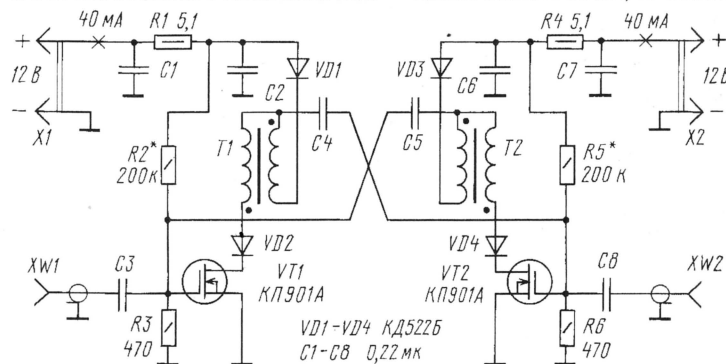 40 мА R1 5,1 R4 5,1 40 мА
+ +
12 В C1 C2 VD1 VD3 C6 C7 12 В
− −
X1 R2* 200 к T1 C4 C5 T2 R5* 200 к X2
VD2 VD4
XW1 C3 VT1 КП901А VT2 КП901А C8 XW2
R3 470 VD1-VD4 КД522Б R6 470
C1-C8 0,22 мк